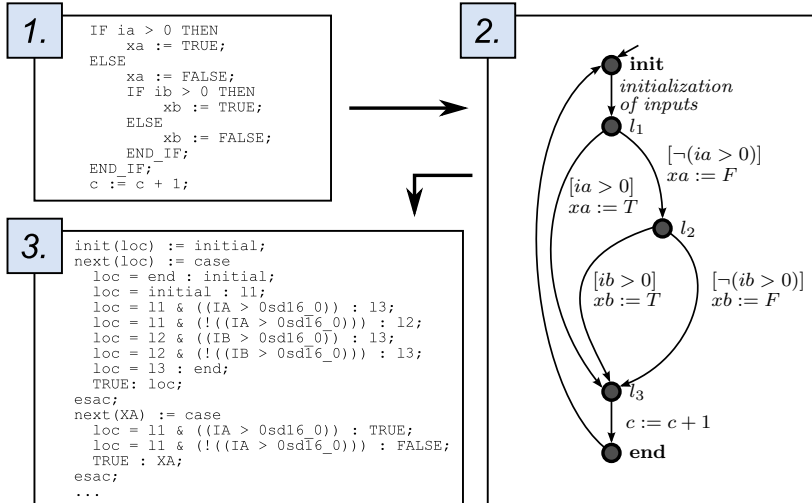 1.
IF ia > 0 THEN
    xa := TRUE;
ELSE
    xa := FALSE;
    IF ib > 0 THEN
        xb := TRUE;
    ELSE
        xb := FALSE;
    END_IF;
END_IF;
c := c + 1;
2.
init
initialization
of inputs
l₁
[¬(ia > 0)]
xa := F
[ia > 0]
xa := T
l₂
[ib > 0]
xb := T
[¬(ib > 0)]
xb := F
l₃
c := c + 1
end
3.
init(loc) := initial;
next(loc) := case
  loc = end : initial;
  loc = initial : l1;
  loc = l1 & ((IA > 0sd16_0)) : l3;
  loc = l1 & (!((IA > 0sd16_0))) : l2;
  loc = l2 & ((IB > 0sd16_0)) : l3;
  loc = l2 & (!((IB > 0sd16_0))) : l3;
  loc = l3 : end;
  TRUE: loc;
esac;
next(XA) := case
  loc = l1 & ((IA > 0sd16_0)) : TRUE;
  loc = l1 & (!((IA > 0sd16_0))) : FALSE;
  TRUE : XA;
esac;
...